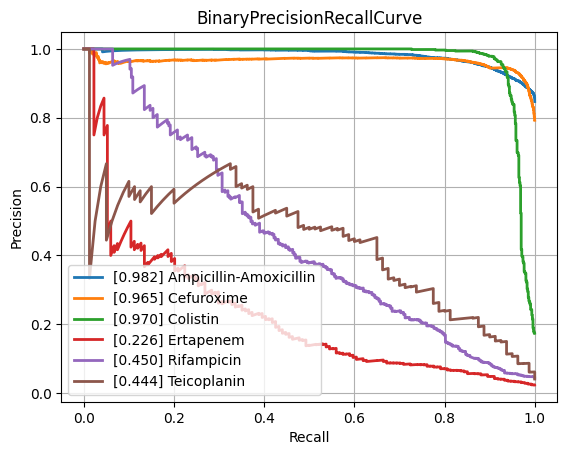 BinaryPrecisionRecallCurve
Precision
1.0
0.8
0.6
0.4
0.2
0.0
[0.982] Ampicillin-Amoxicillin
[0.965] Cefuroxime
[0.970] Colistin
[0.226] Ertapenem
[0.450] Rifampicin
[0.444] Teicoplanin
0.0 0.2 0.4 0.6 0.8 1.0
Recall